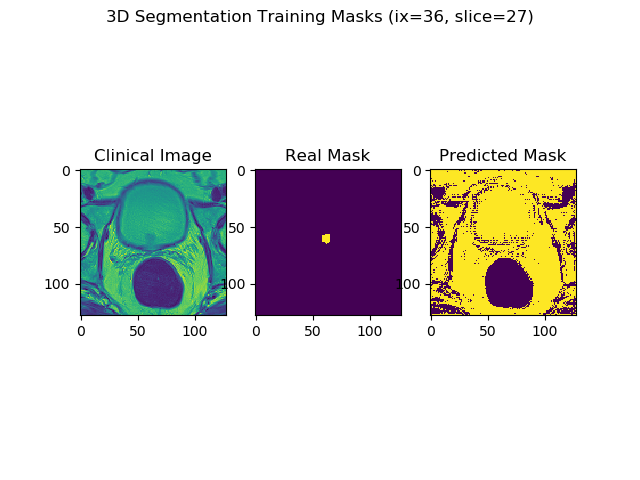 3D Segmentation Training Masks (ix=36, slice=27)
Clinical Image Real Mask Predicted Mask
0 0 0
50 50 50
100 100 100
0 50 100 0 50 100 0 50 100